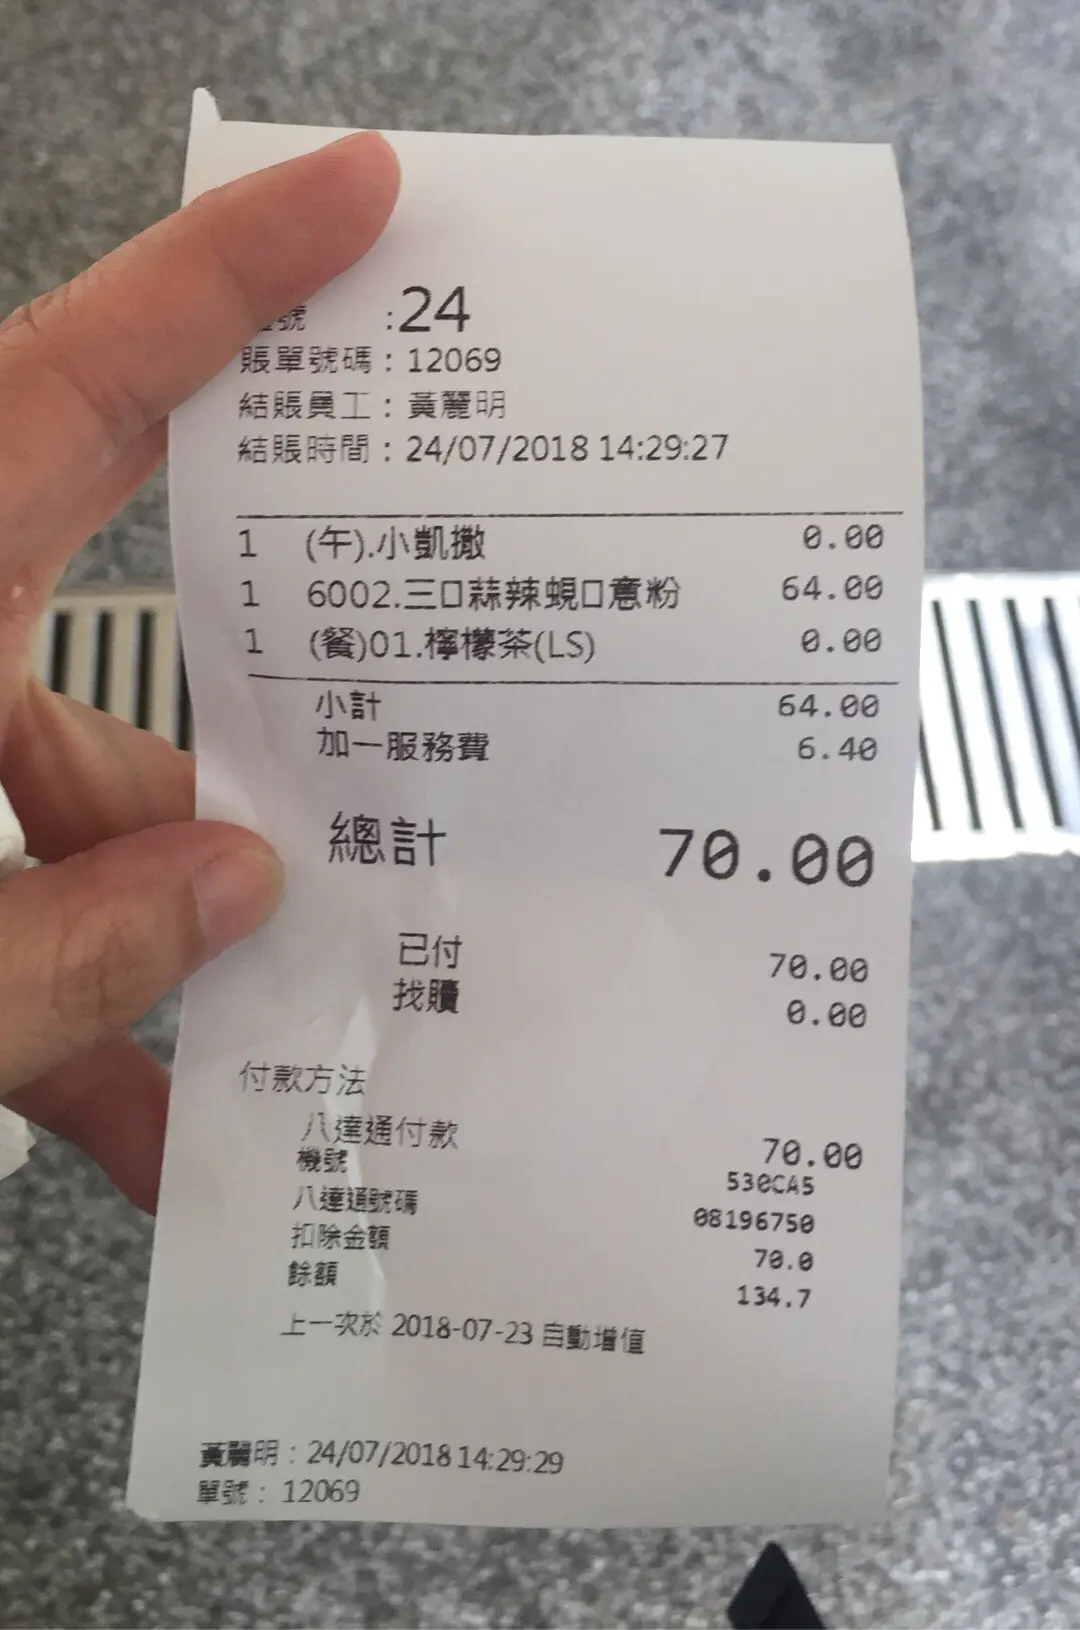 號 :24
賬單號碼：12069
結賬員工：黃麗明
結賬時間：24/07/2018 14:29:27
1 (午).小凱撒 0.00
1 6002.三口蒜辣蜆口意粉 64.00
1 (餐)01.檸檬茶(LS) 0.00
小計 64.00
加一服務費 6.40
總計 70.00
已付 70.00
找贖 0.00
付款方法
八達通付款 70.00
機號 530CA5
八達通號碼 08196750
扣除金額 70.0
餘額 134.7
上一次於 2018-07-23 自動增值
黃麗明：24/07/2018 14:29:29
單號：12069